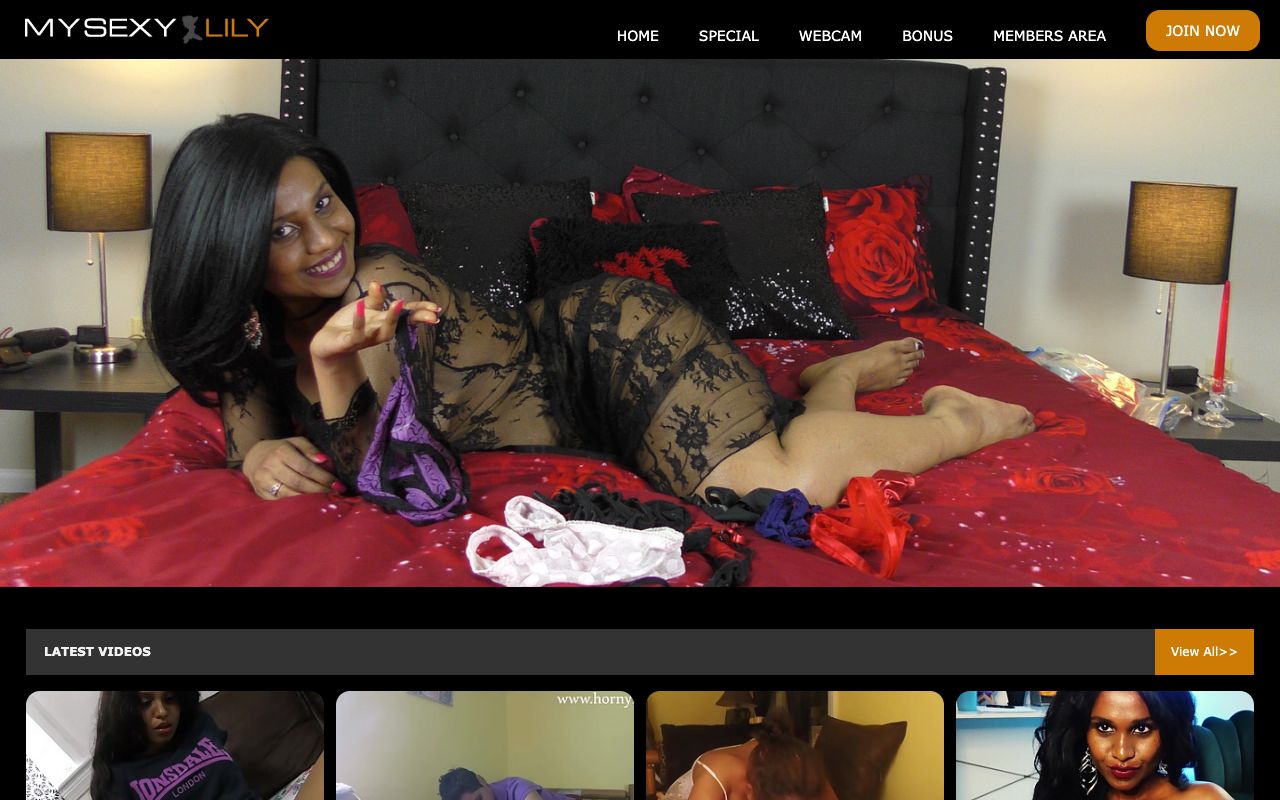 MYSEXY LILY
HOME SPECIAL WEBCAM BONUS MEMBERS AREA JOIN NOW
LATEST VIDEOS
View All>>
www.horny
LONSDALE
LONDON